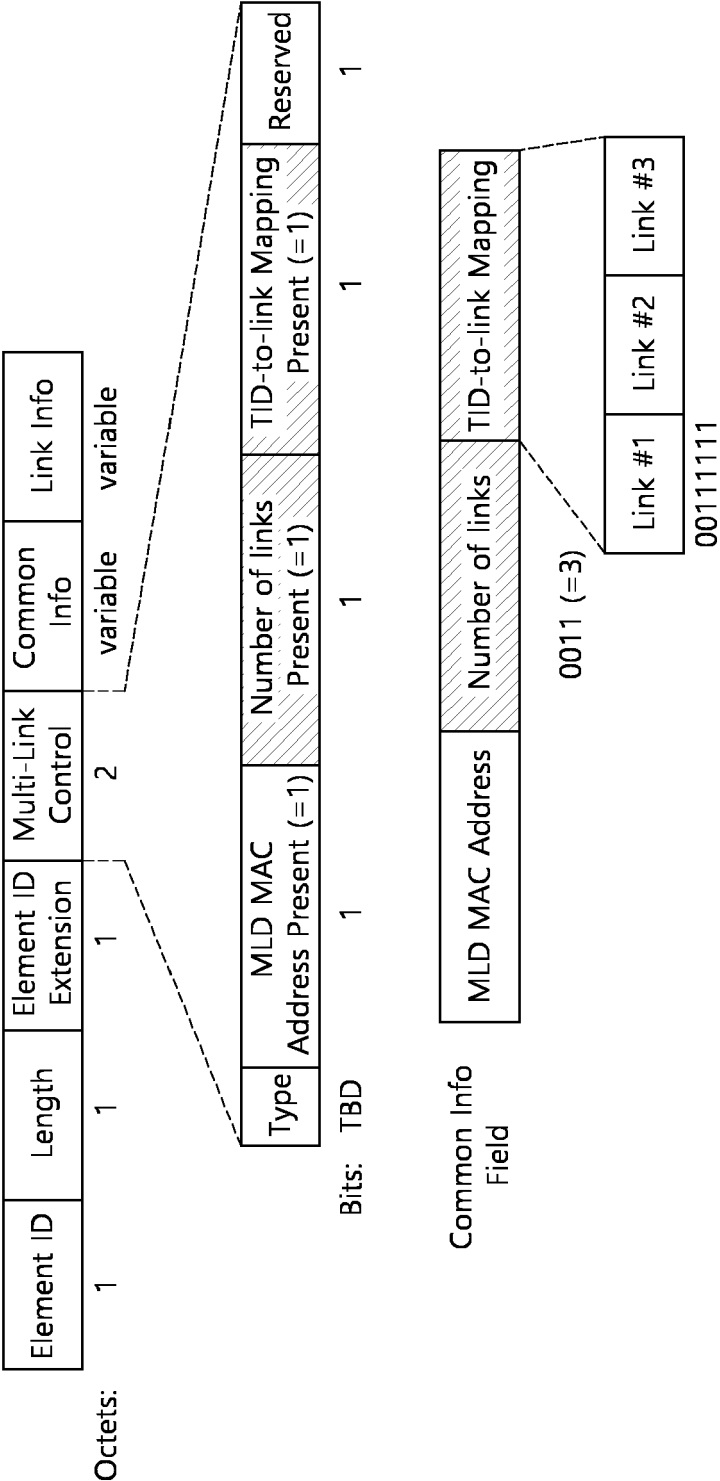 Element ID
Length
Element ID
Extension
Multi-Link
Control
Common
Info
Link Info
Octets:
1
1
1
2
variable
variable
Type
MLD MAC
Address Present (=1)
Number of links
Present (=1)
TID-to-link Mapping
Present (=1)
Reserved
Bits:
TBD
1
1
1
1
Common Info
Field
MLD MAC Address
Number of links
TID-to-link Mapping
0011 (=3)
Link #1
Link #2
Link #3
00111111